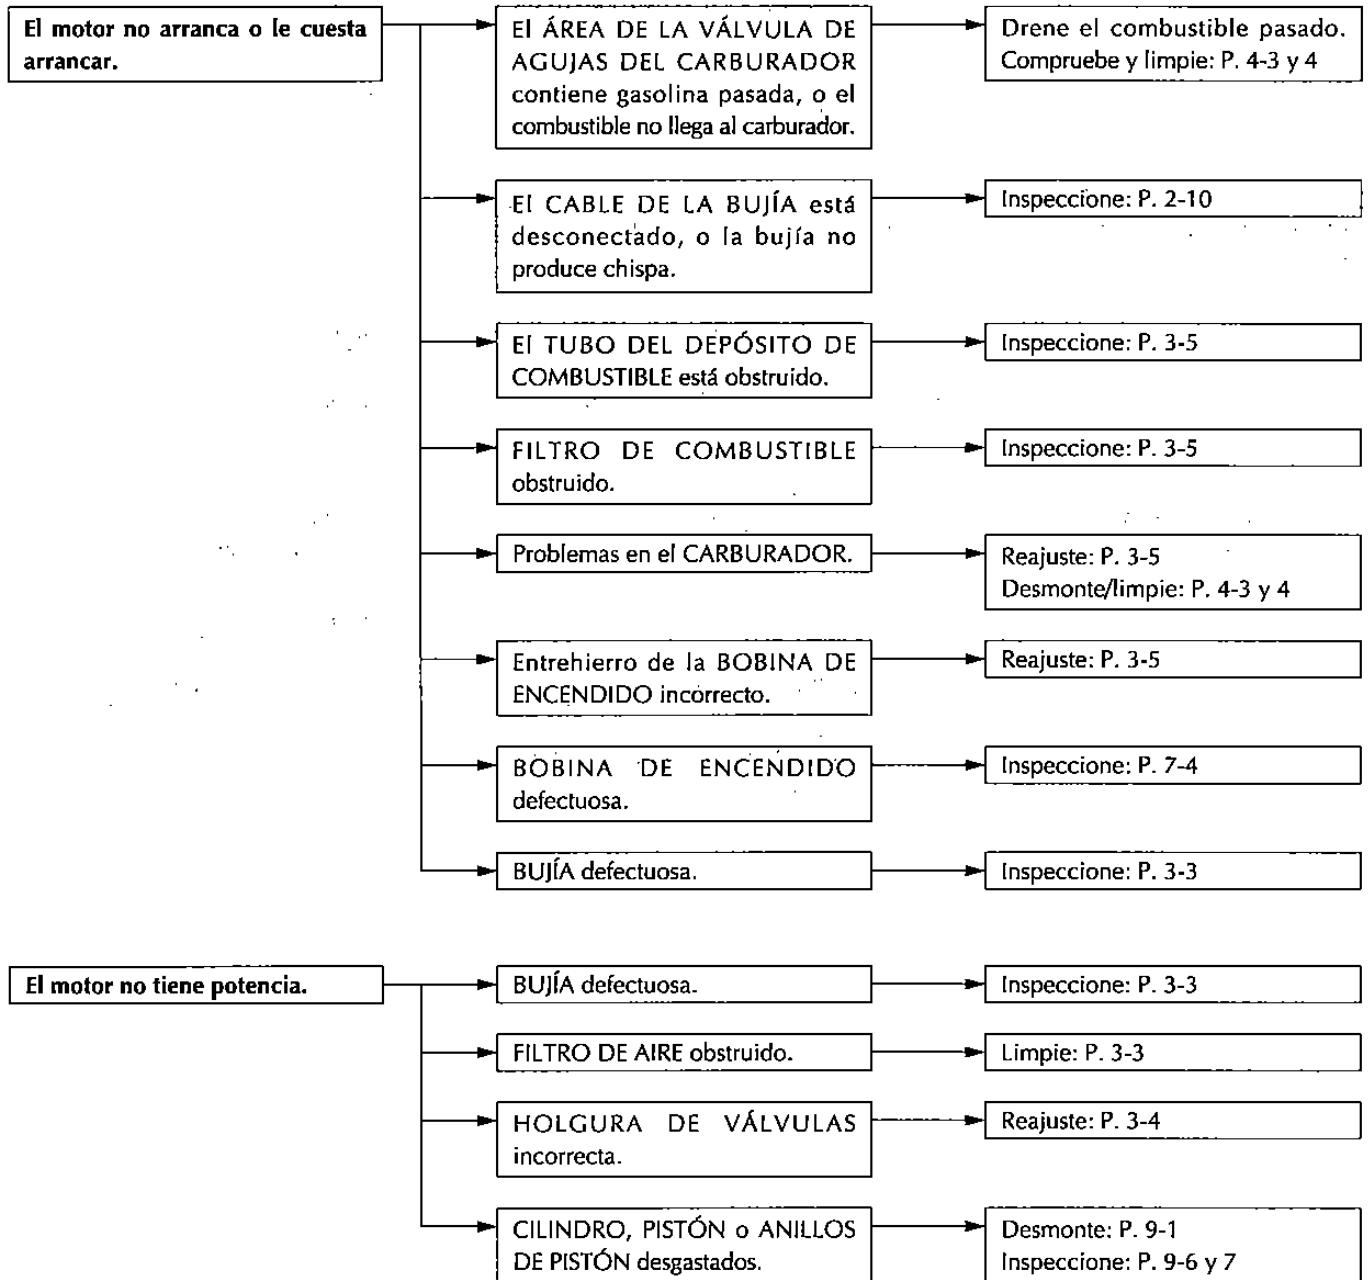 El motor no arranca o le cuesta
arrancar.
El ÁREA DE LA VÁLVULA DE
AGUJAS DEL CARBURADOR
contiene gasolina pasada, o el
combustible no llega al carburador.
Drene el combustible pasado.
Compruebe y limpie: P. 4-3 y 4
El CABLE DE LA BUJÍA está
desconectado, o la bujía no
produce chispa.
Inspeccione: P. 2-10
El TUBO DEL DEPÓSITO DE
COMBUSTIBLE está obstruido.
Inspeccione: P. 3-5
FILTRO DE COMBUSTIBLE
obstruido.
Inspeccione: P. 3-5
Problemas en el CARBURADOR.
Reajuste: P. 3-5
Desmonte/limpie: P. 4-3 y 4
Entrehierro de la BOBINA DE
ENCENDIDO incorrecto.
Reajuste: P. 3-5
BOBINA DE ENCENDIDO
defectuosa.
Inspeccione: P. 7-4
BUJÍA defectuosa.
Inspeccione: P. 3-3
El motor no tiene potencia.
BUJÍA defectuosa.
Inspeccione: P. 3-3
FILTRO DE AIRE obstruido.
Limpie: P. 3-3
HOLGURA DE VÁLVULAS
incorrecta.
Reajuste: P. 3-4
CILINDRO, PISTÓN o ANILLOS
DE PISTÓN desgastados.
Desmonte: P. 9-1
Inspeccione: P. 9-6 y 7